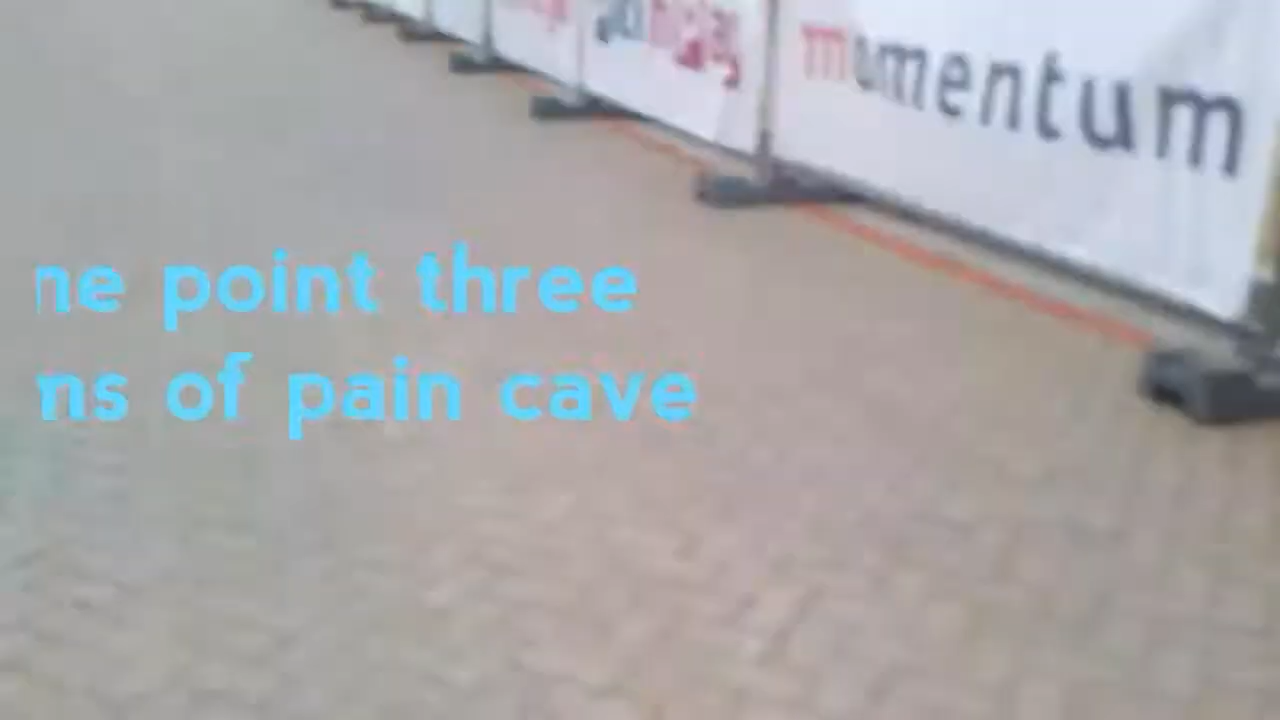 momentum
ne point three
ns of pain cave